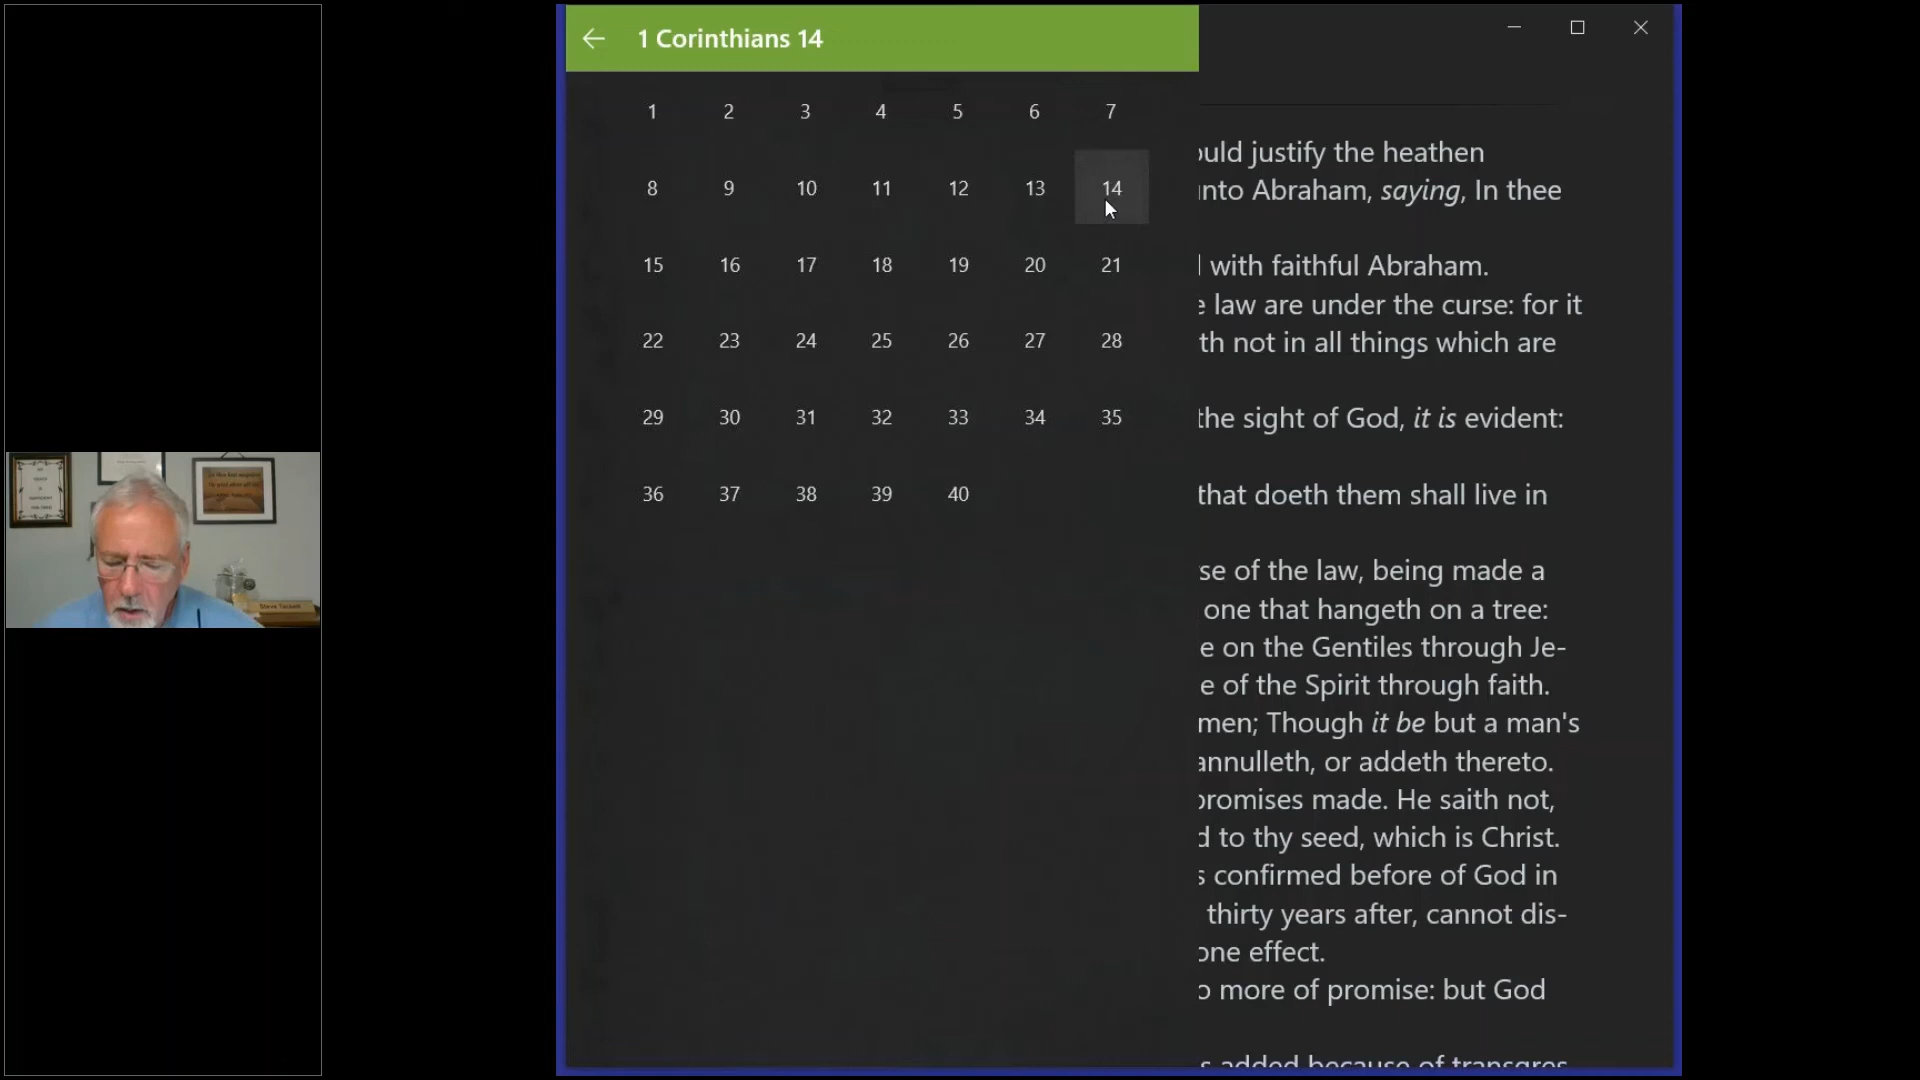 1 Corinthians 14
1 2 3 4 5 6 7
8 9 10 11 12 13 14
15 16 17 18 19 20 21
22 23 24 25 26 27 28
29 30 31 32 33 34 35
36 37 38 39 40
ould justify the heathen
nto Abraham, saying, In thee
with faithful Abraham.
e law are under the curse: for it
th not in all things which are
the sight of God, it is evident:
that doeth them shall live in
se of the law, being made a
one that hangeth on a tree:
e on the Gentiles through Je-
e of the Spirit through faith.
men; Though it be but a man's
annulleth, or addeth thereto.
promises made. He saith not,
d to thy seed, which is Christ.
s confirmed before of God in
thirty years after, cannot dis-
one effect.
o more of promise: but God
s added because of transgres